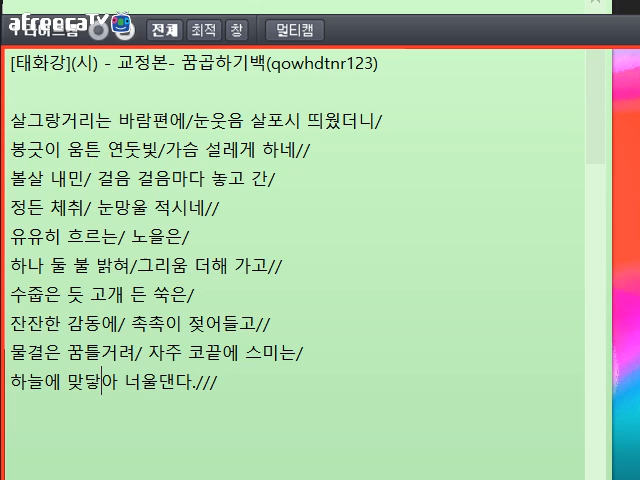 afreecaTV
전체 최적 창 멀티캠
[태화강](시) - 교정본- 꿈곱하기백(qowhdtnr123)
살그랑거리는 바람편에/눈웃음 살포시 띄웠더니/
봉긋이 움튼 연둣빛/가슴 설레게 하네//
볼살 내민/ 걸음 걸음마다 놓고 간/
정든 체취/ 눈망울 적시네//
유유히 흐르는/ 노을은/
하나 둘 불 밝혀/그리움 더해 가고//
수줍은 듯 고개 든 쑥은/
잔잔한 감동에/ 촉촉이 젖어들고//
물결은 꿈틀거려/ 자주 코끝에 스미는/
하늘에 맞닿아 너울댄다.///